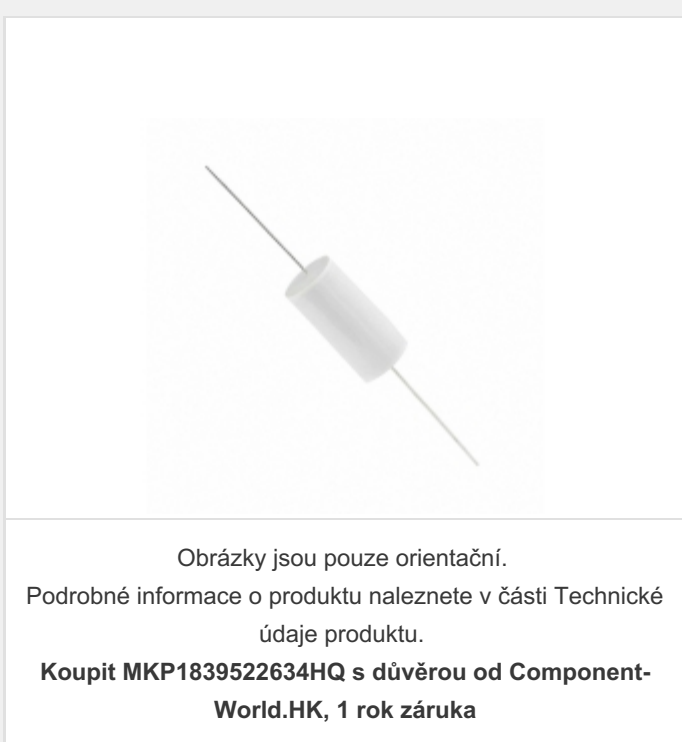 Obrázky jsou pouze orientační.
Podrobné informace o produktu naleznete v části Technické
údaje produktu.
Koupit MKP1839522634HQ s důvěrou od Component-
World.HK, 1 rok záruka